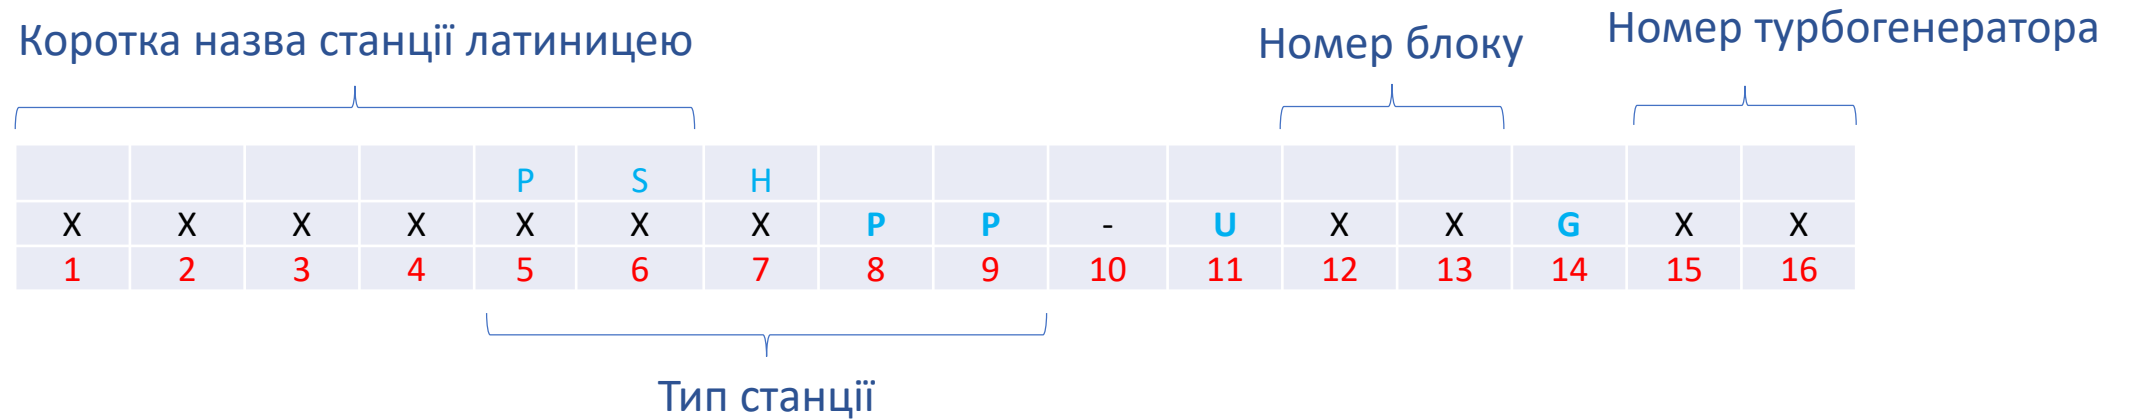 Коротка назва станції латиницею
Номер блоку
Номер турбогенератора
P S H
X X X X X X X P P - U X X G X X
1 2 3 4 5 6 7 8 9 10 11 12 13 14 15 16
Тип станції